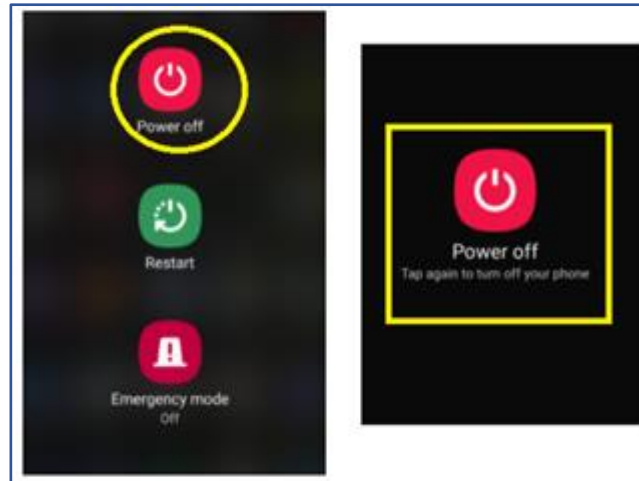 Power off
Restart
Emergency mode
Off
Power off
Tap again to turn off your phone